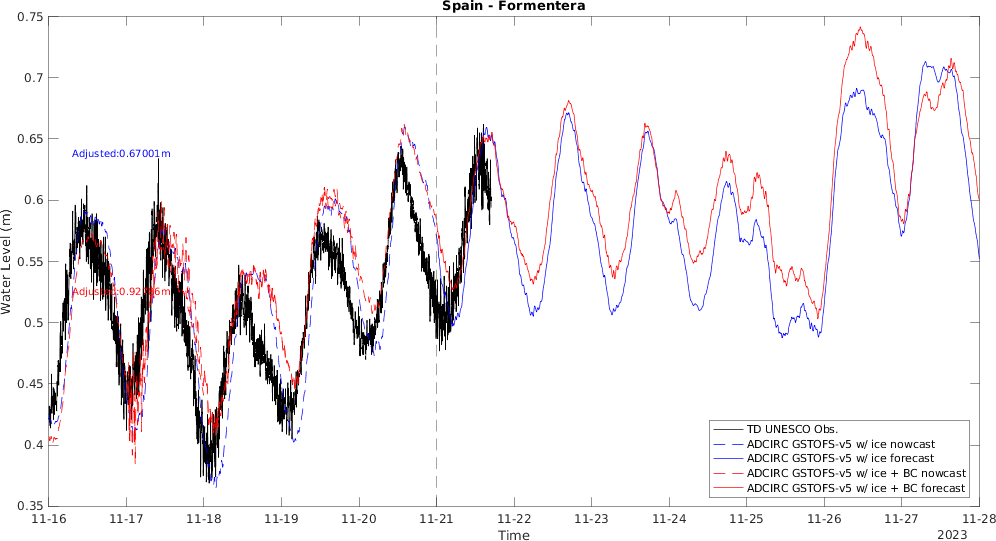 Spain - Formentera
0.75
0.7
0.65
0.6
0.55
0.5
0.45
0.4
0.35
Water Level (m)
Adjusted:0.67001m
11-16
11-17
11-18
11-19
11-20
11-21
11-22
11-23
11-24
11-25
11-26
11-27
11-28
Time
2023
TD UNESCO Obs.
ADCIRC GSTOFS-v5 w/ ice nowcast
ADCIRC GSTOFS-v5 w/ ice forecast
ADCIRC GSTOFS-v5 w/ ice + BC nowcast
ADCIRC GSTOFS-v5 w/ ice + BC forecast